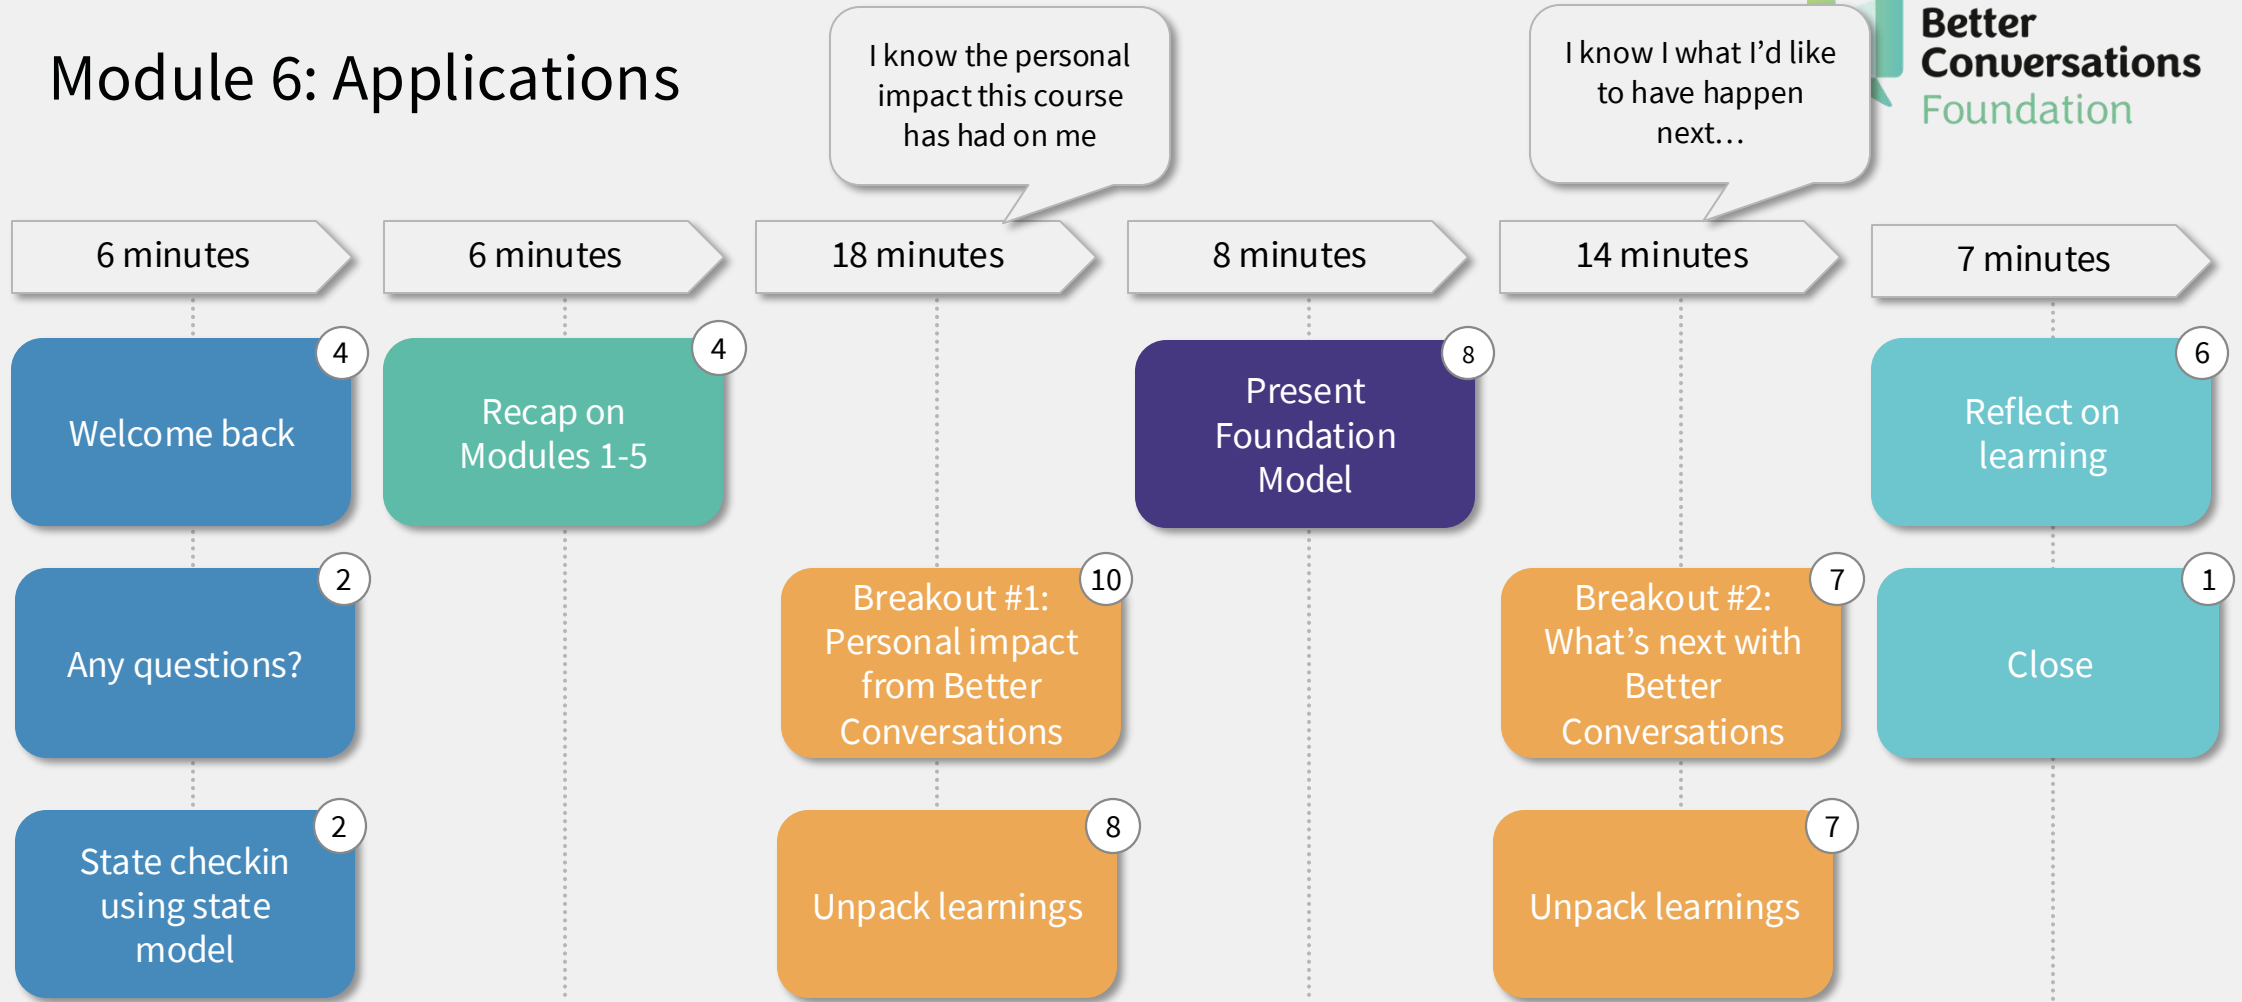 Module 6: Applications
I know the personal
impact this course
has had on me
I know I what I'd like
to have happen
next…
Better
Conversations
Foundation
6 minutes
6 minutes
18 minutes
8 minutes
14 minutes
7 minutes
4
Welcome back
2
Any questions?
2
State checkin
using state
model
4
Recap on
Modules 1-5
10
Breakout #1:
Personal impact
from Better
Conversations
8
Unpack learnings
8
Present
Foundation
Model
7
Breakout #2:
What's next with
Better
Conversations
7
Unpack learnings
6
Reflect on
learning
1
Close